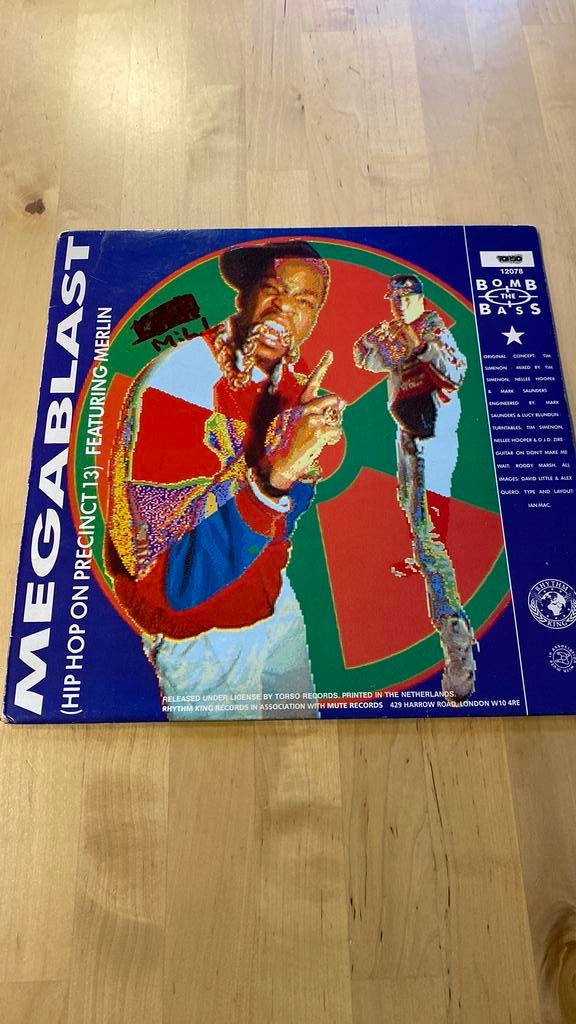 MEGABLAST
(HIP HOP ON PRECINCT 13) FEATURING MERLIN
TORSO
12078
BOMB
THE
BASS
ORIGINAL CONCEPT: TIM
SIMENON. MIXED BY: TIM
SIMENON, NELLEE HOOPER
& MARK SAUNDERS
ENGINEERED BY: MARK
SAUNDERS & LUCY BLUNDUN
TURNTABLES: TIM SIMENON,
NELLEE HOOPER & DJ D. ZIRE
GUITAR ON DON'T MAKE ME
WAIT: RODDY MARSH. ALL
IMAGES: DAVID LITTLE & ALEX
QUERO. TYPE AND LAYOUT:
IAN MAC.
RHYTHM
KING
RELEASED UNDER LICENSE BY TORSO RECORDS. PRINTED IN THE NETHERLANDS.
RHYTHM KING RECORDS IN ASSOCIATION WITH MUTE RECORDS 429 HARROW ROAD, LONDON W10 4RE